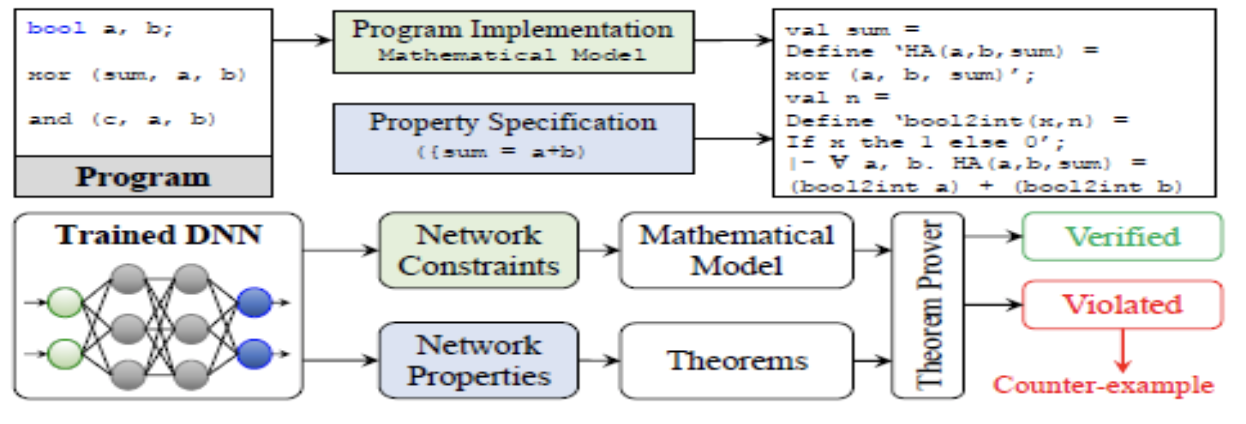 bool a, b;
xor (sum, a, b)
and (c, a, b)
Program
Program Implementation
Mathematical Model
Property Specification
({sum = a+b)
val sum =
Define ‘HA(a,b,sum) =
xor (a, b, sum)’;
val n =
Define ‘bool2int(x,n) =
If x the 1 else 0’;
|- ∀ a, b. HA(a,b,sum) =
(bool2int a) + (bool2int b)
Trained DNN
Network
Constraints
Mathematical
Model
Network
Properties
Theorems
Theorem Prover
Verified
Violated
Counter-example